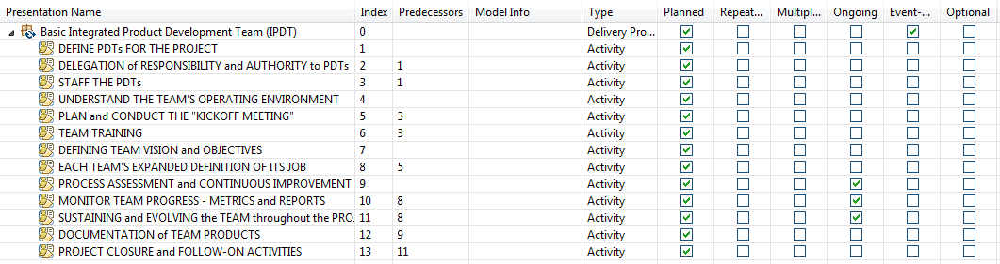 Presentation Name Index Predecessors Model Info Type Planned Repeat... Multipl... Ongoing Event-... Optional
Basic Integrated Product Development Team (IPDT) 0 Delivery Pro...
DEFINE PDTs FOR THE PROJECT 1 Activity
DELEGATION of RESPONSIBILITY and AUTHORITY to PDTs 2 1 Activity
STAFF THE PDTs 3 1 Activity
UNDERSTAND THE TEAM'S OPERATING ENVIRONMENT 4 Activity
PLAN and CONDUCT THE "KICKOFF MEETING" 5 3 Activity
TEAM TRAINING 6 3 Activity
DEFINING TEAM VISION and OBJECTIVES 7 Activity
EACH TEAM'S EXPANDED DEFINITION OF ITS JOB 8 5 Activity
PROCESS ASSESSMENT and CONTINUOUS IMPROVEMENT 9 Activity
MONITOR TEAM PROGRESS - METRICS and REPORTS 10 8 Activity
SUSTAINING and EVOLVING the TEAM throughout the PRO. 11 8 Activity
DOCUMENTATION of TEAM PRODUCTS 12 9 Activity
PROJECT CLOSURE and FOLLOW-ON ACTIVITIES 13 11 Activity